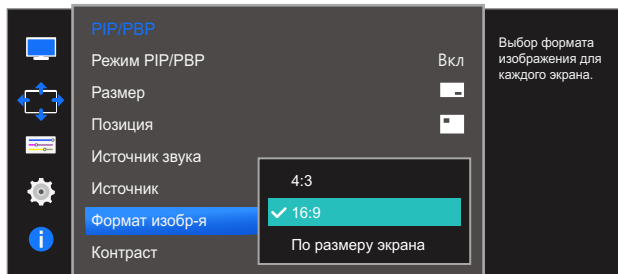 PIP/PBP
Режим PIP/PBP Вкл
Размер
Позиция
Источник звука
Источник
Формат изобр-я
Контраст
4:3
16:9
По размеру экрана
Выбор формата
изображения для
каждого экрана.